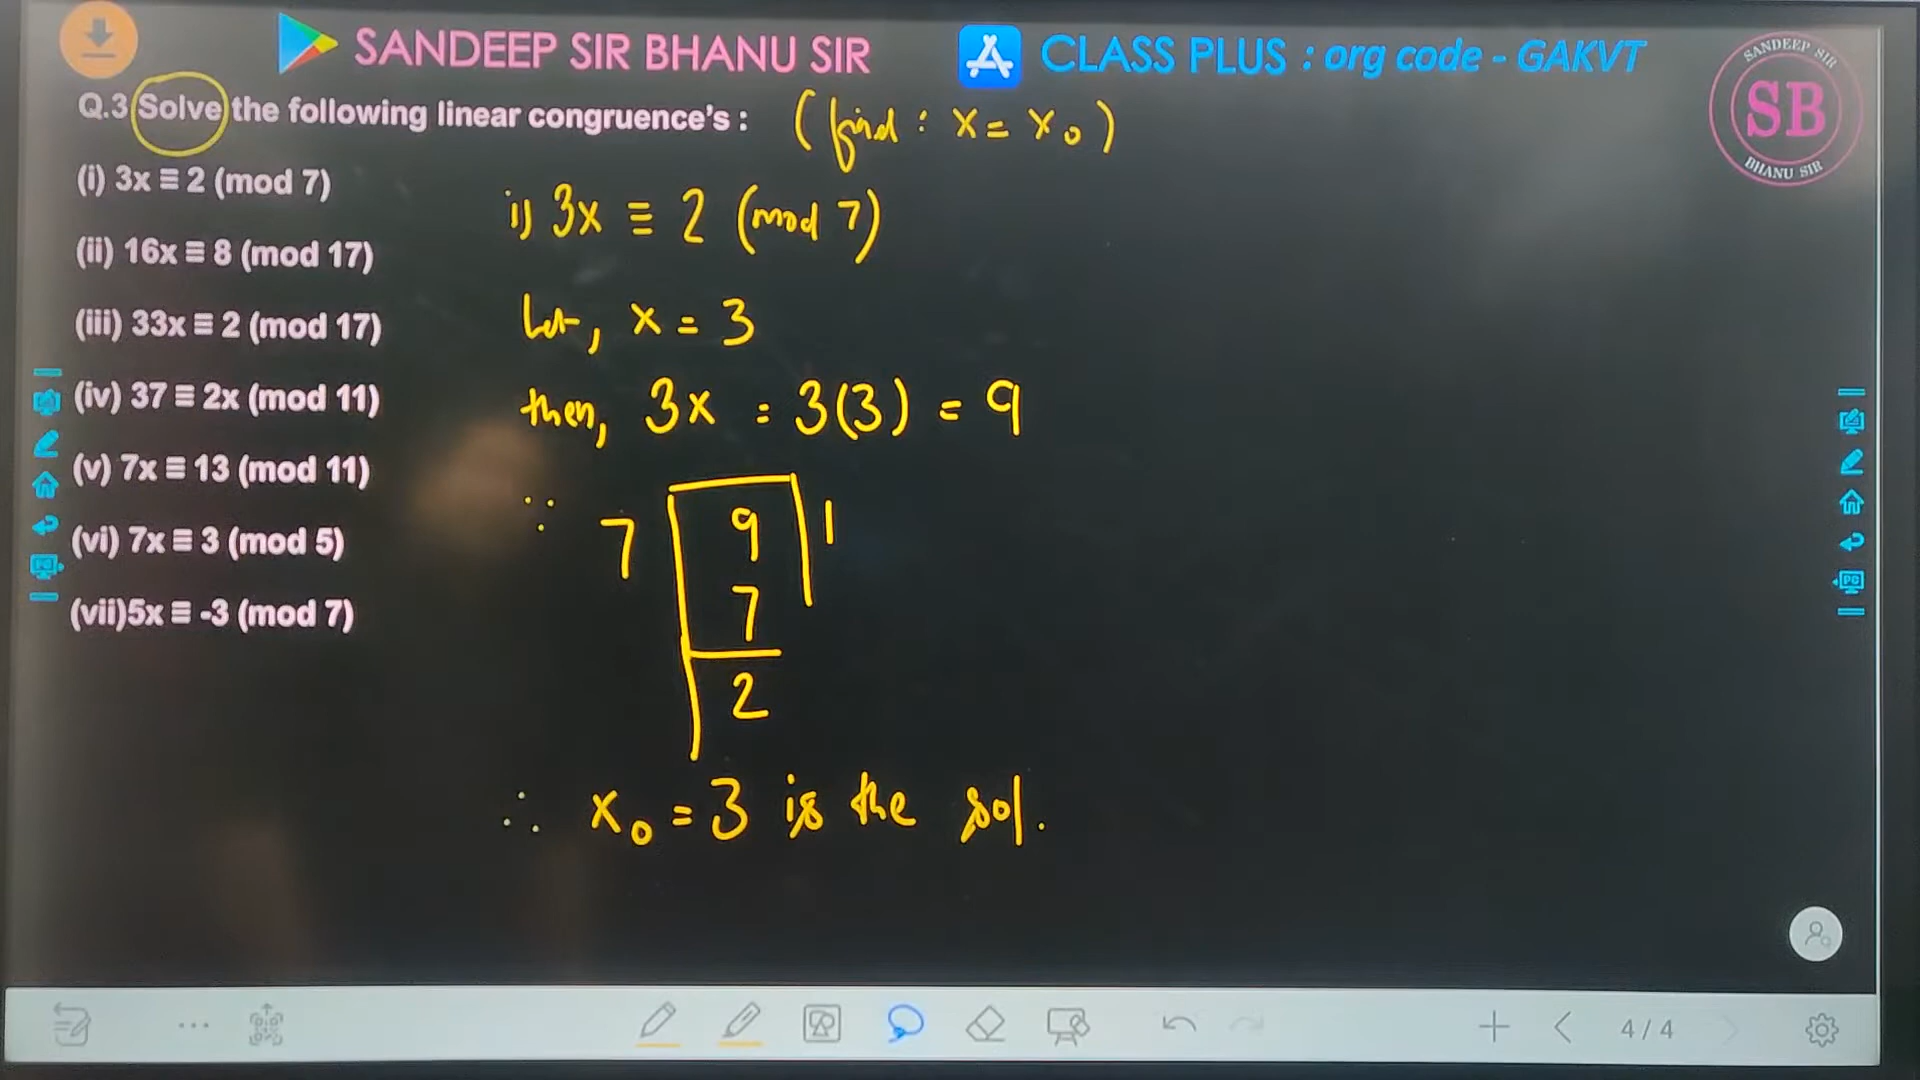 SANDEEP SIR BHANU SIR
CLASS PLUS : org code - GAKVT
SANDEEP SIR
SB
BHANU SIR
Q.3 Solve the following linear congruence's : (find : x = x₀)
(i) 3x ≡ 2 (mod 7)
(ii) 16x ≡ 8 (mod 17)
(iii) 33x ≡ 2 (mod 17)
(iv) 37 ≡ 2x (mod 11)
(v) 7x ≡ 13 (mod 11)
(vi) 7x ≡ 3 (mod 5)
(vii)5x ≡ -3 (mod 7)
i) 3x ≡ 2 (mod 7)
Let, x = 3
then, 3x = 3(3) = 9
∵ 7 9 1
7
2
∴ x₀ = 3 is the sol.
PC
PC
4 / 4